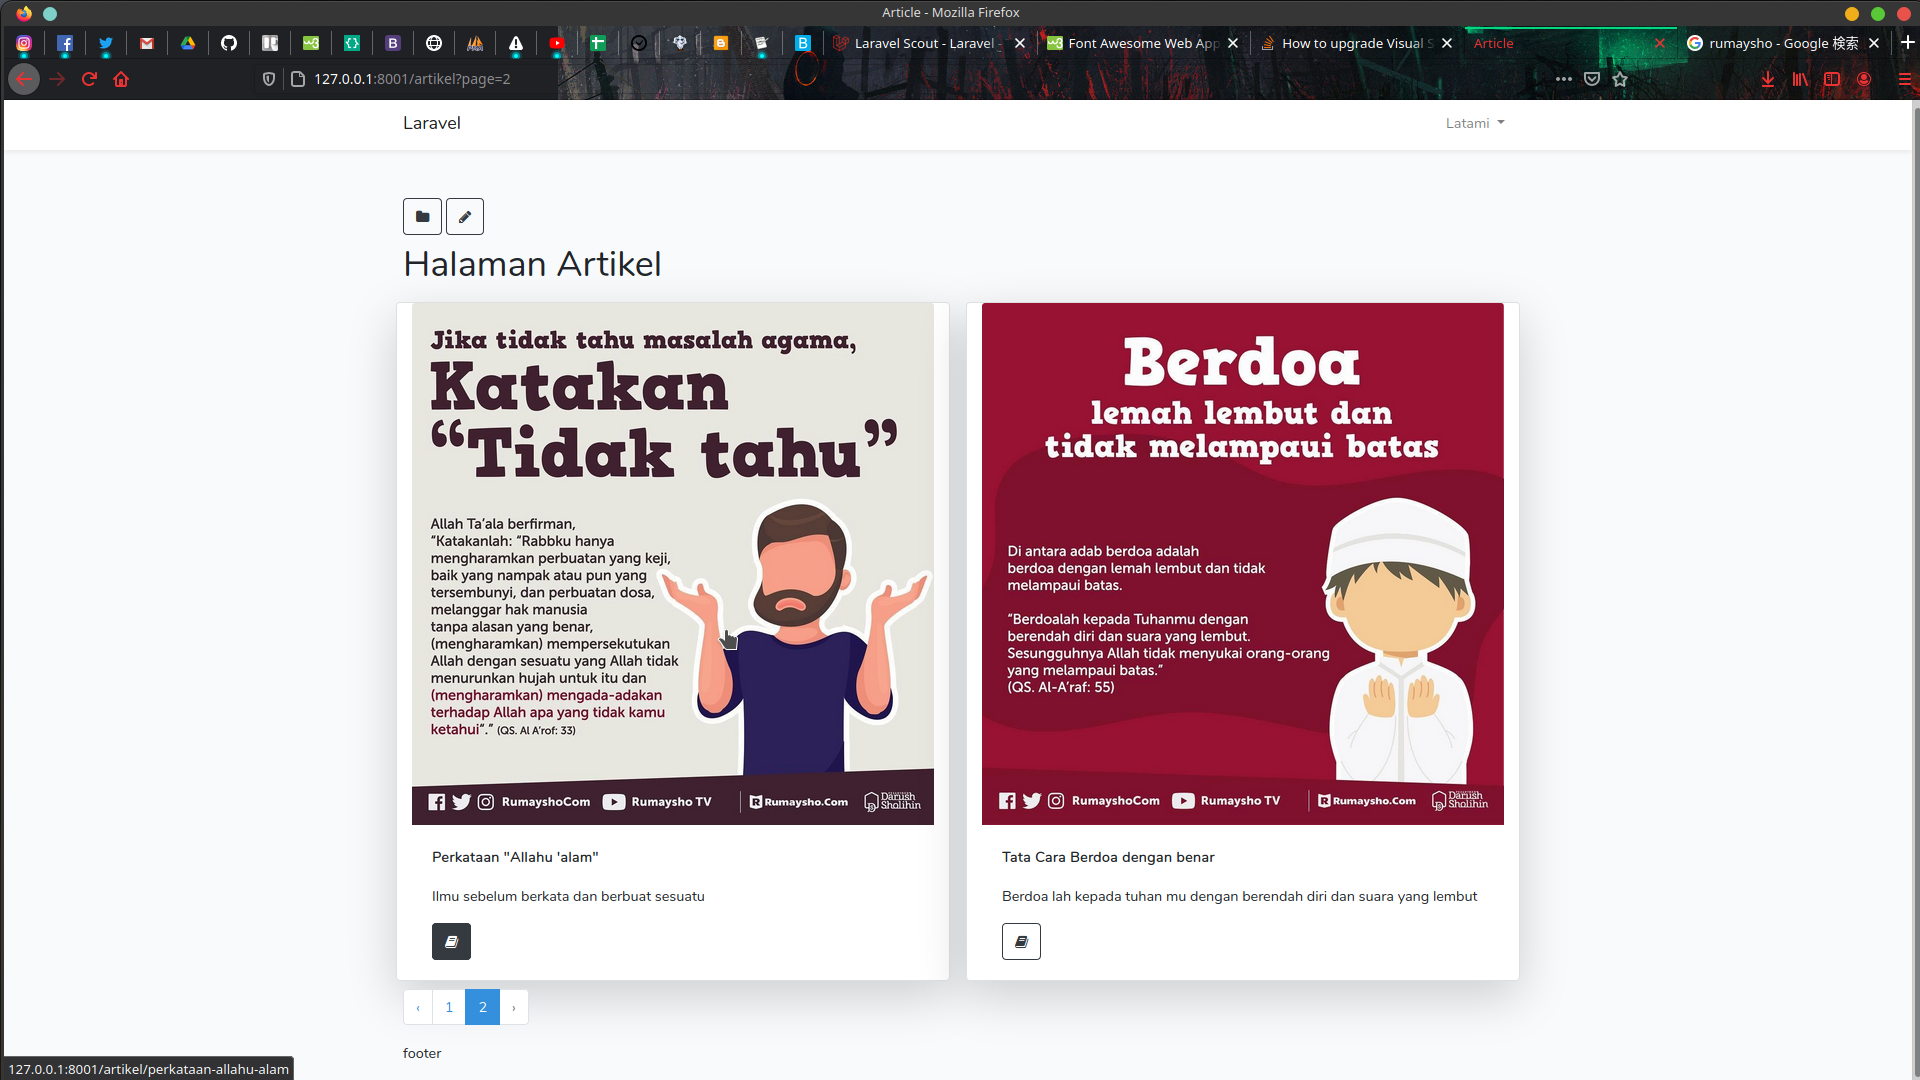 Article - Mozilla Firefox
Laravel Scout - Laravel -
Font Awesome Web App
How to upgrade Visual S
Article
rumaysho - Google 検索
127.0.0.1:8001/artikel?page=2
Laravel
Latami
Halaman Artikel
Jika tidak tahu masalah agama,
Katakan
“Tidak tahu”
Allah Ta’ala berfirman,
“Katakanlah: “Rabbku hanya
mengharamkan perbuatan yang keji,
baik yang nampak atau pun yang
tersembunyi, dan perbuatan dosa,
melanggar hak manusia
tanpa alasan yang benar,
(mengharamkan) mempersekutukan
Allah dengan sesuatu yang Allah tidak
menurunkan hujah untuk itu dan
(mengharamkan) mengada-adakan
terhadap Allah apa yang tidak kamu
ketahui“.” (QS. Al A’rof: 33)
RumayshoCom Rumaysho TV Rumaysho.Com Darush Sholihin
Perkataan "Allahu 'alam"
Ilmu sebelum berkata dan berbuat sesuatu
Berdoa
lemah lembut dan
tidak melampaui batas
Di antara adab berdoa adalah
berdoa dengan lemah lembut dan tidak
melampaui batas.
“Berdoalah kepada Tuhanmu dengan
berendah diri dan suara yang lembut.
Sesungguhnya Allah tidak menyukai orang-orang
yang melampaui batas.”
(QS. Al-A’raf: 55)
RumayshoCom Rumaysho TV Rumaysho.Com Darush Sholihin
Tata Cara Berdoa dengan benar
Berdoa lah kepada tuhan mu dengan berendah diri dan suara yang lembut
‹ 1 2 ›
footer
127.0.0.1:8001/artikel/perkataan-allahu-alam